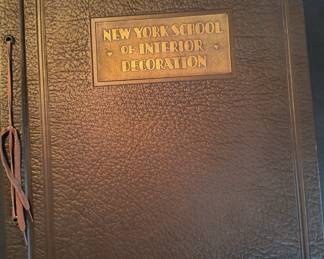 NEW YORK SCHOOL
OF INTERIOR
DECORATION